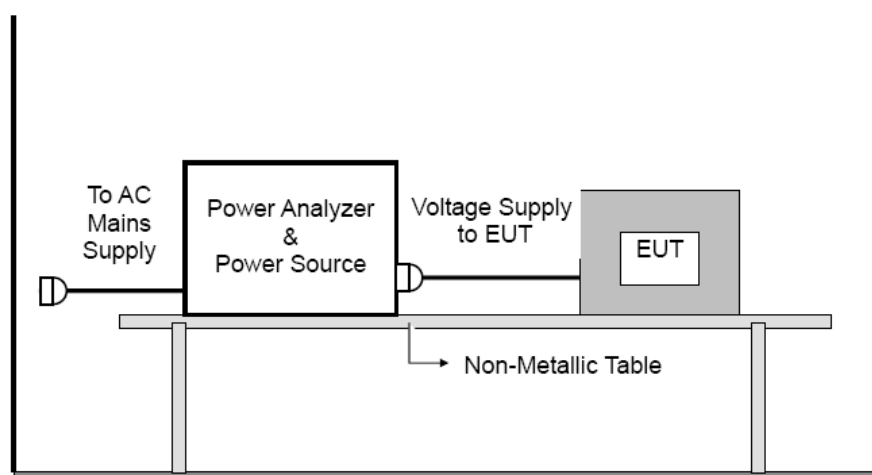 To AC
Mains
Supply
Power Analyzer
&
Power Source
Voltage Supply
to EUT
EUT
Non-Metallic Table